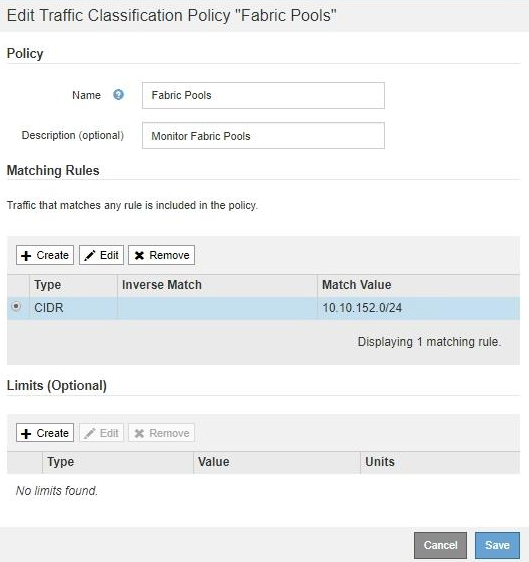 Edit Traffic Classification Policy "Fabric Pools"
Policy
Name ? Fabric Pools
Description (optional) Monitor Fabric Pools
Matching Rules
Traffic that matches any rule is included in the policy.
+ Create Edit ✖ Remove
Type Inverse Match Match Value
CIDR 10.10.152.0/24
Displaying 1 matching rule.
Limits (Optional)
+ Create Edit ✖ Remove
Type Value Units
No limits found.
Cancel Save